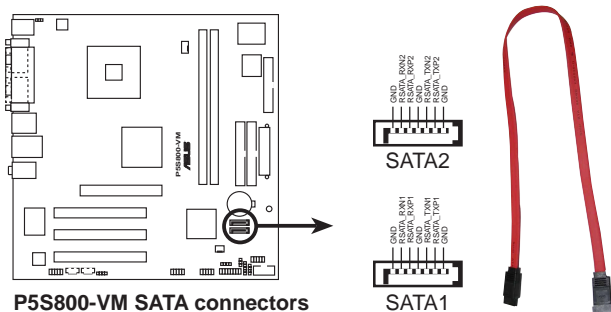 P5S800-VM
ASUS
GND
RSATA_RXN2
RSATA_RXP2
GND
RSATA_TXN2
RSATA_TXP2
GND
SATA2
GND
RSATA_RXN1
RSATA_RXP1
GND
RSATA_TXN1
RSATA_TXP1
GND
SATA1
P5S800-VM SATA connectors